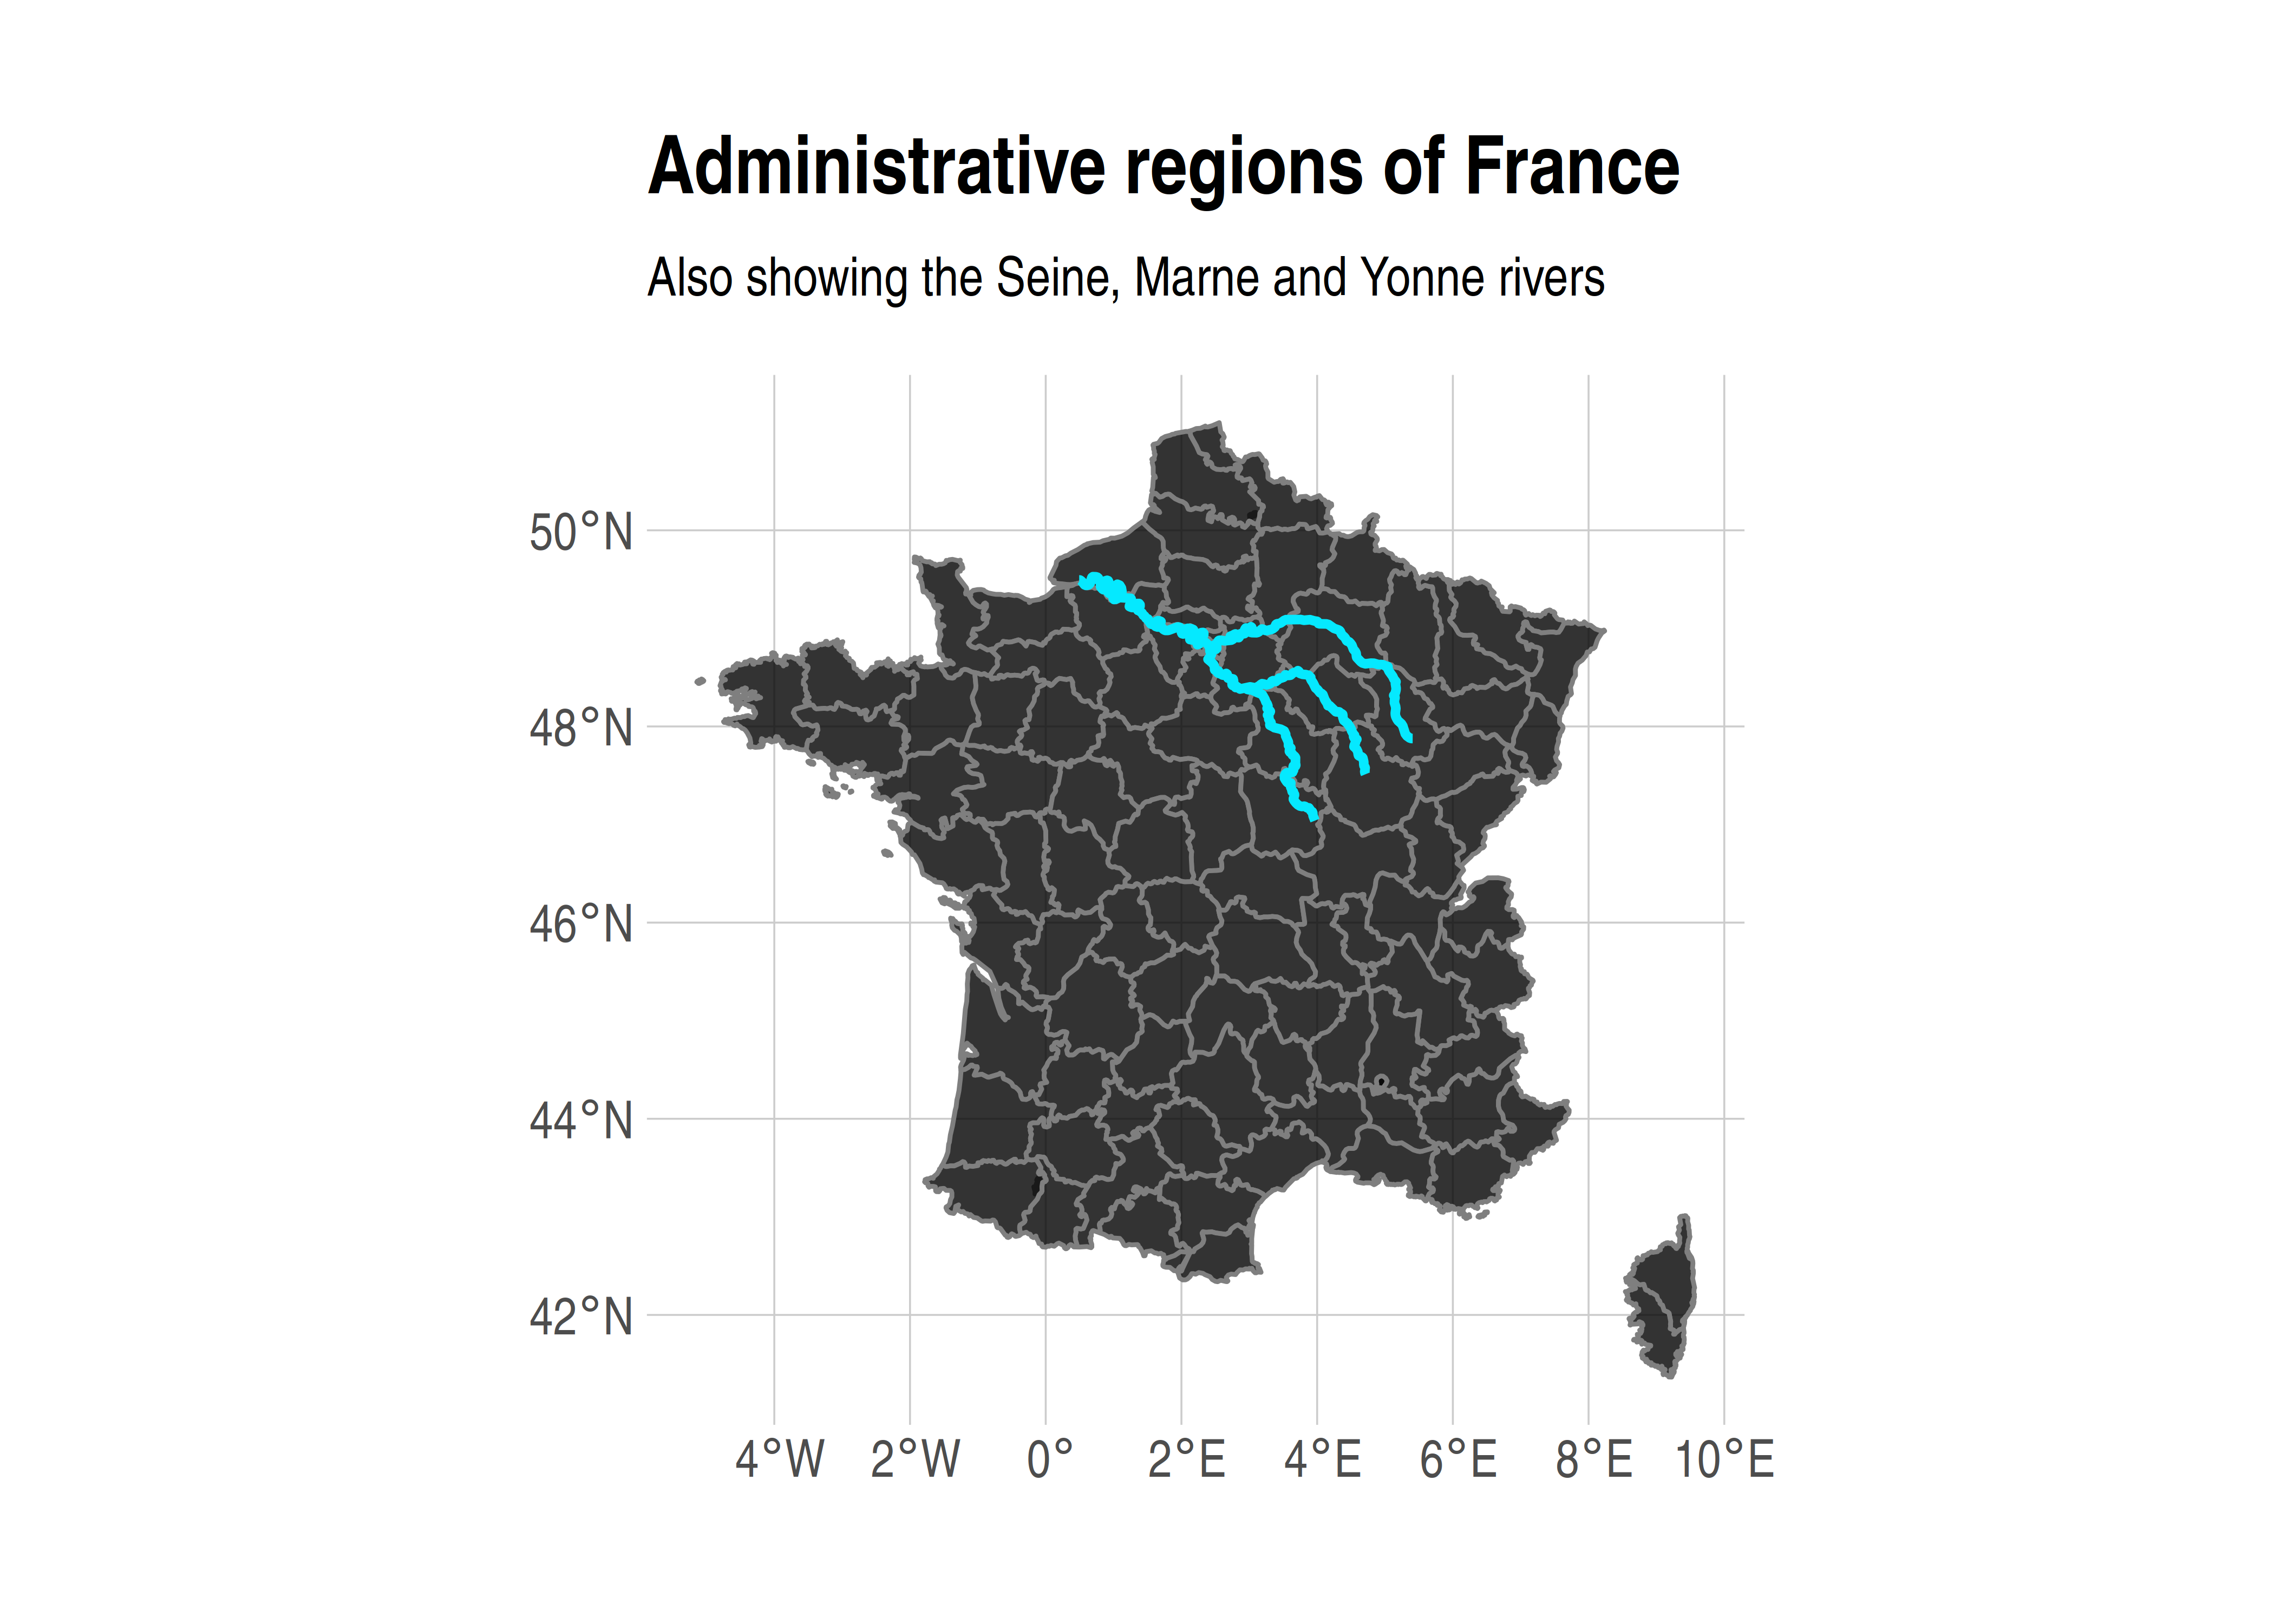 Administrative regions of France
Also showing the Seine, Marne and Yonne rivers
50°N
48°N
46°N
44°N
42°N
4°W 2°W 0° 2°E 4°E 6°E 8°E 10°E